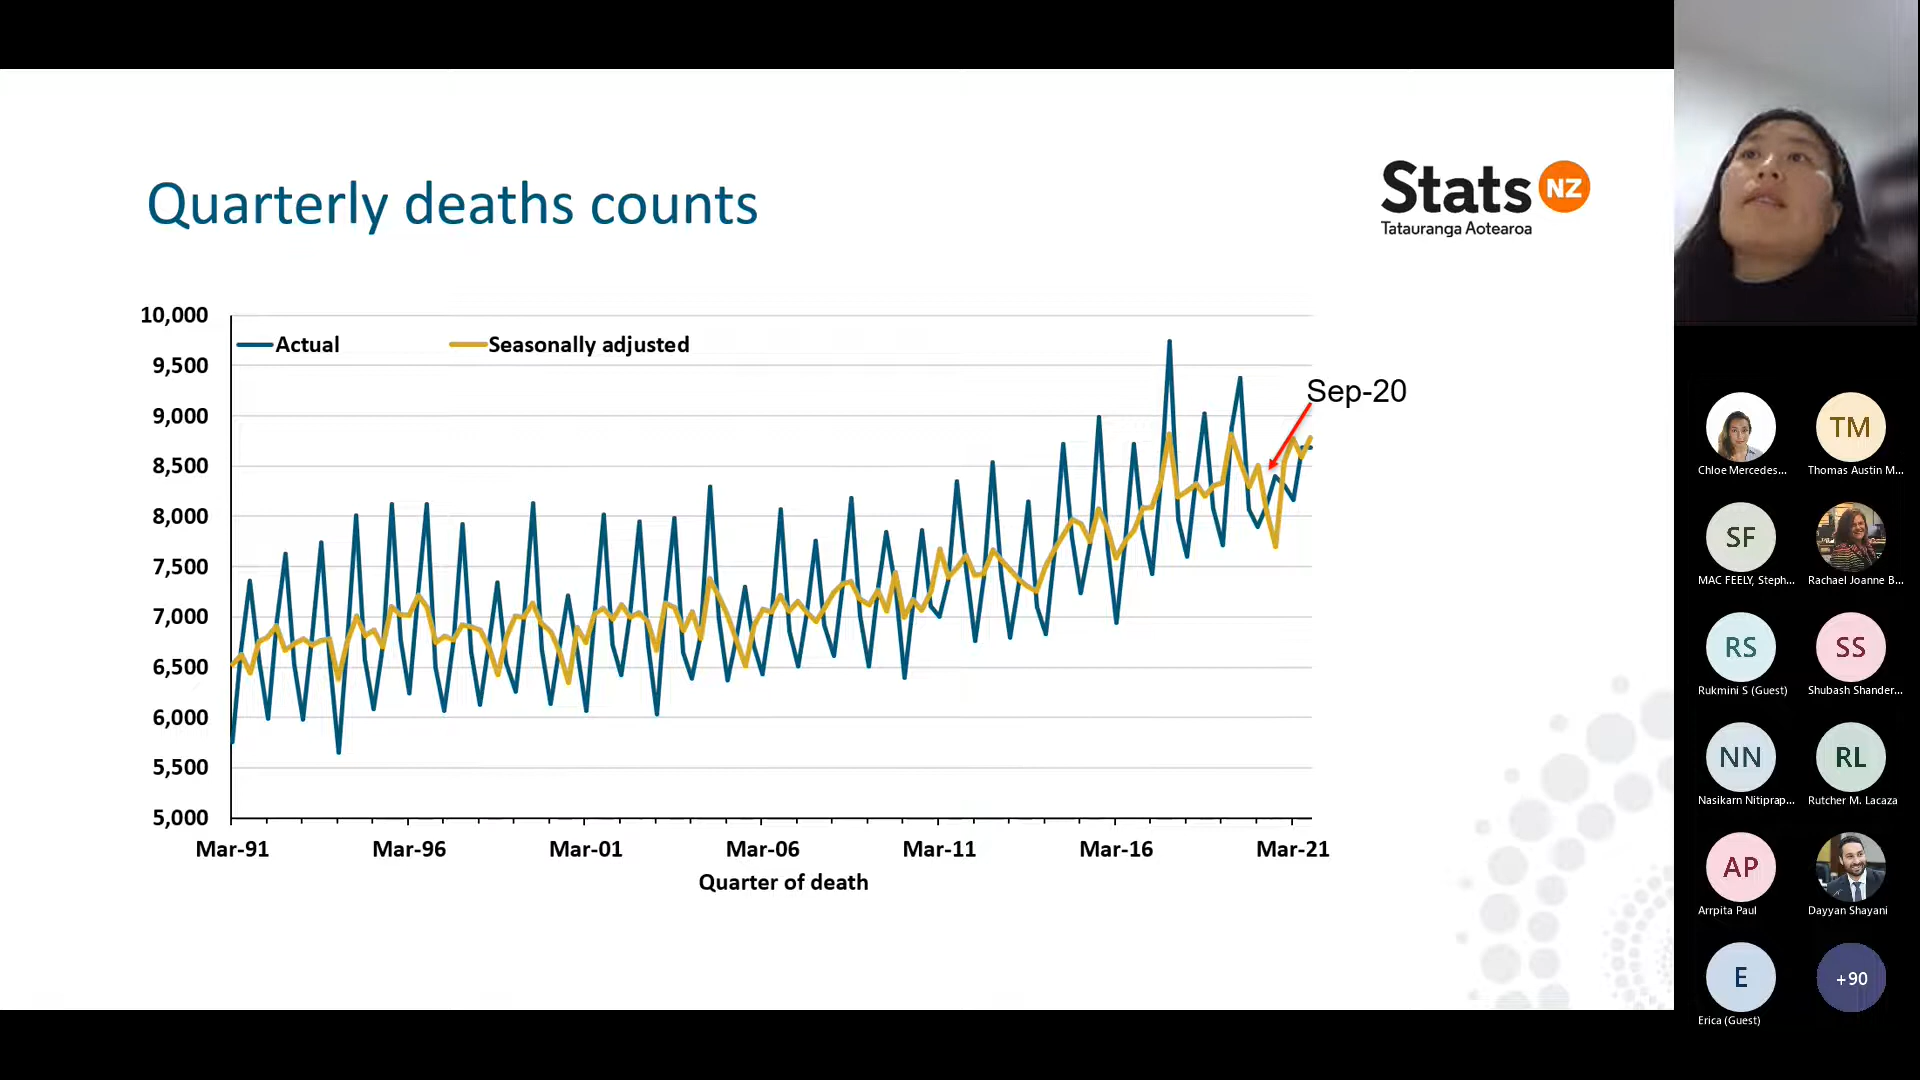 Quarterly deaths counts
Stats NZ
Tatauranga Aotearoa
10,000
9,500
9,000
8,500
8,000
7,500
7,000
6,500
6,000
5,500
5,000
Actual
Seasonally adjusted
Sep-20
Mar-91 Mar-96 Mar-01 Mar-06 Mar-11 Mar-16 Mar-21
Quarter of death
TM
Chloe Mercedes... Thomas Austin M...
SF
MAC FEELY, Steph... Rachael Joanne B...
RS SS
Rukmini S (Guest) Shubash Shander...
NN RL
Nasikarn Nitiprap... Rutcher M. Lacaza
AP
Arrpita Paul Dayyan Shayani
E +90
Erica (Guest)